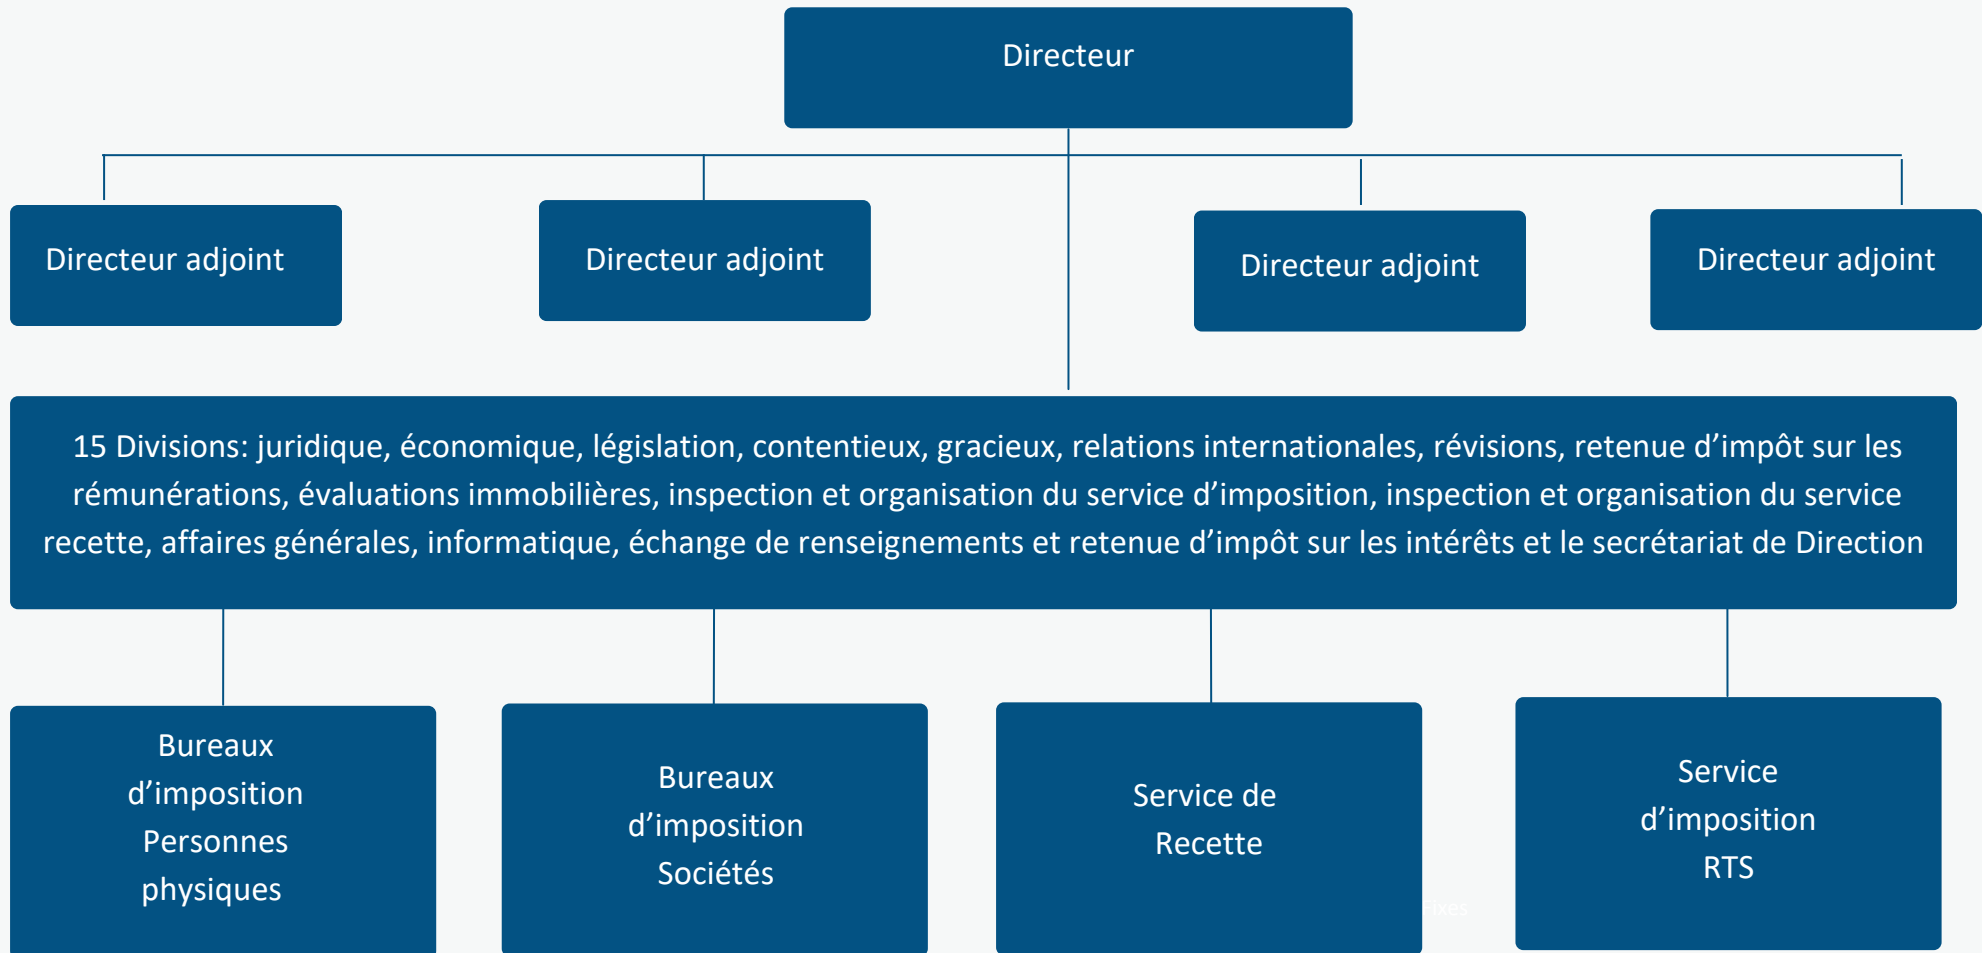 Directeur
Directeur adjoint
Directeur adjoint
Directeur adjoint
Directeur adjoint
15 Divisions: juridique, économique, législation, contentieux, gracieux, relations internationales, révisions, retenue d’impôt sur les
rémunérations, évaluations immobilières, inspection et organisation du service d’imposition, inspection et organisation du service
recette, affaires générales, informatique, échange de renseignements et retenue d’impôt sur les intérêts et le secrétariat de Direction
Bureaux
d’imposition
Personnes
physiques
Bureaux
d’imposition
Sociétés
Service de
Recette
Service
d’imposition
RTS
Fixes